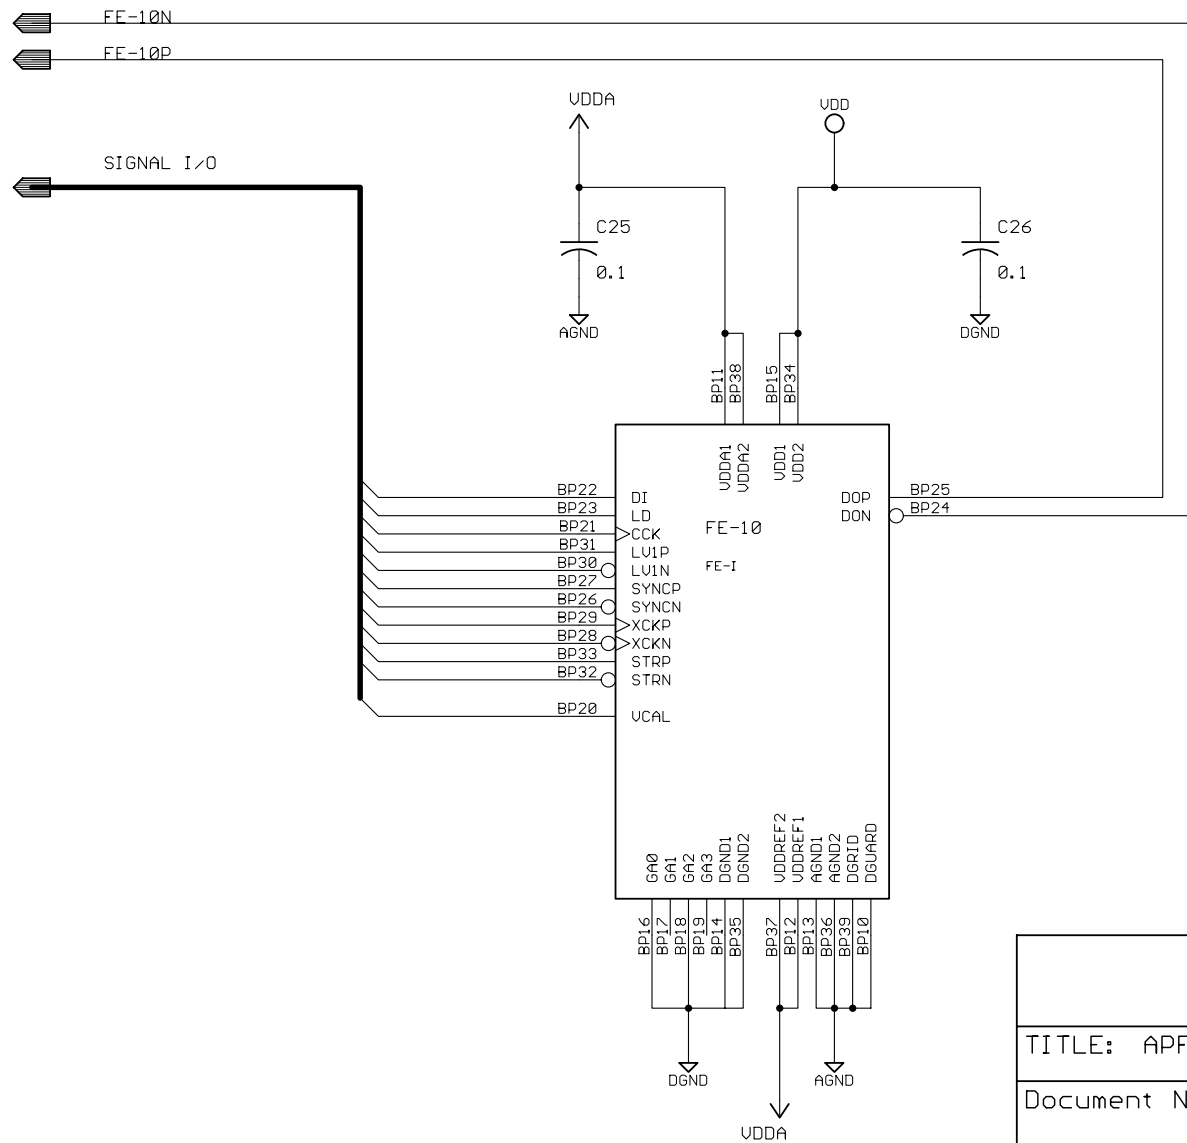 FE-10N
FE-10P
VDDA
VDD
SIGNAL I/O
C25
0.1
AGND
C26
0.1
DGND
BP11
BP38
BP15
BP34
VDDA1
VDDA2
VDD1
VDD2
BP22 DI
BP23 LD
BP21 CCK
BP31 LV1P
BP30 LV1N
BP27 SYNCP
BP26 SYNCN
BP29 XCKP
BP28 XCKN
BP33 STRP
BP32 STRN
BP20 VCAL
DOP BP25
DON BP24
FE-10
FE-I
GA0
GA1
GA2
GA3
DGND1
DGND2
VDDREF2
VDDREF1
AGND1
AGND2
DGRID
DGUARD
BP16
BP17
BP18
BP19
BP14
BP35
BP37
BP12
BP13
BP36
BP39
BP10
DGND
AGND
VDDA
TITLE:
Document N